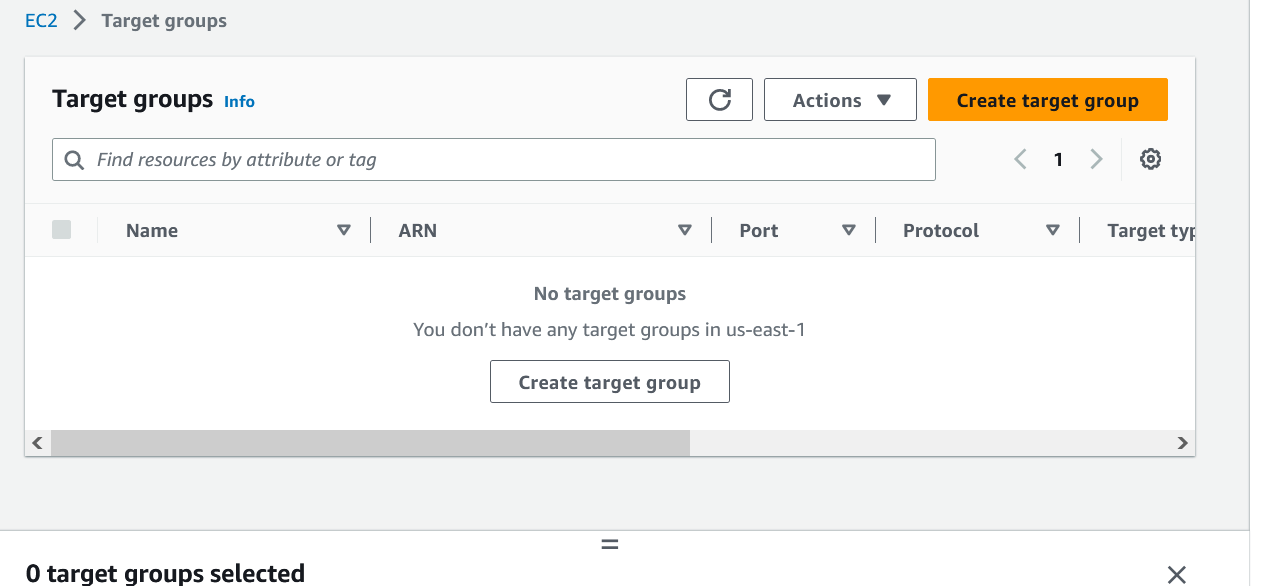 EC2 > Target groups
Target groups Info
Actions
Create target group
Find resources by attribute or tag
1
Name ARN Port Protocol Target typ
No target groups
You don’t have any target groups in us-east-1
Create target group
0 target groups selected